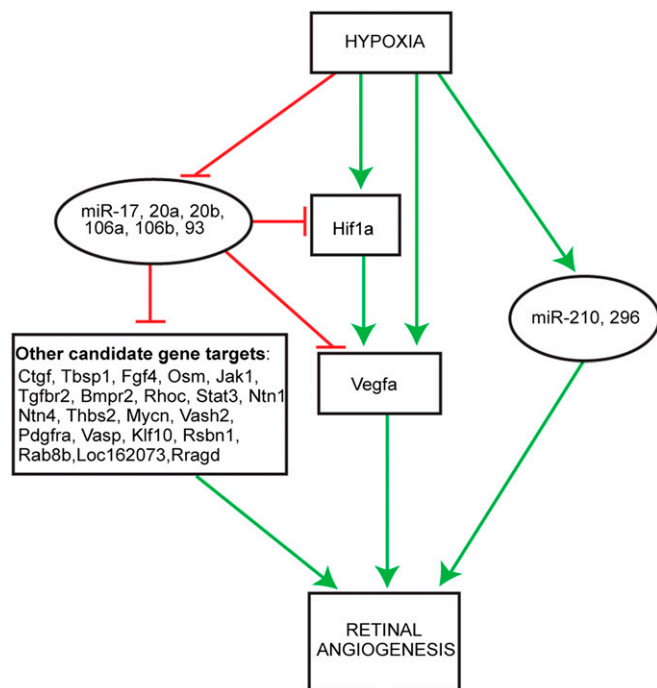 HYPOXIA
miR-17, 20a, 20b,
106a, 106b, 93
Hif1a
miR-210, 296
Other candidate gene targets:
Ctgf, Tbsp1, Fgf4, Osm, Jak1,
Tgfbr2, Bmpr2, Rhoc, Stat3, Ntn1
Ntn4, Thbs2, Mycn, Vash2,
Pdgfra, Vasp, Klf10, Rsbn1,
Rab8b,Loc162073,Rragd
Vegfa
RETINAL
ANGIOGENESIS